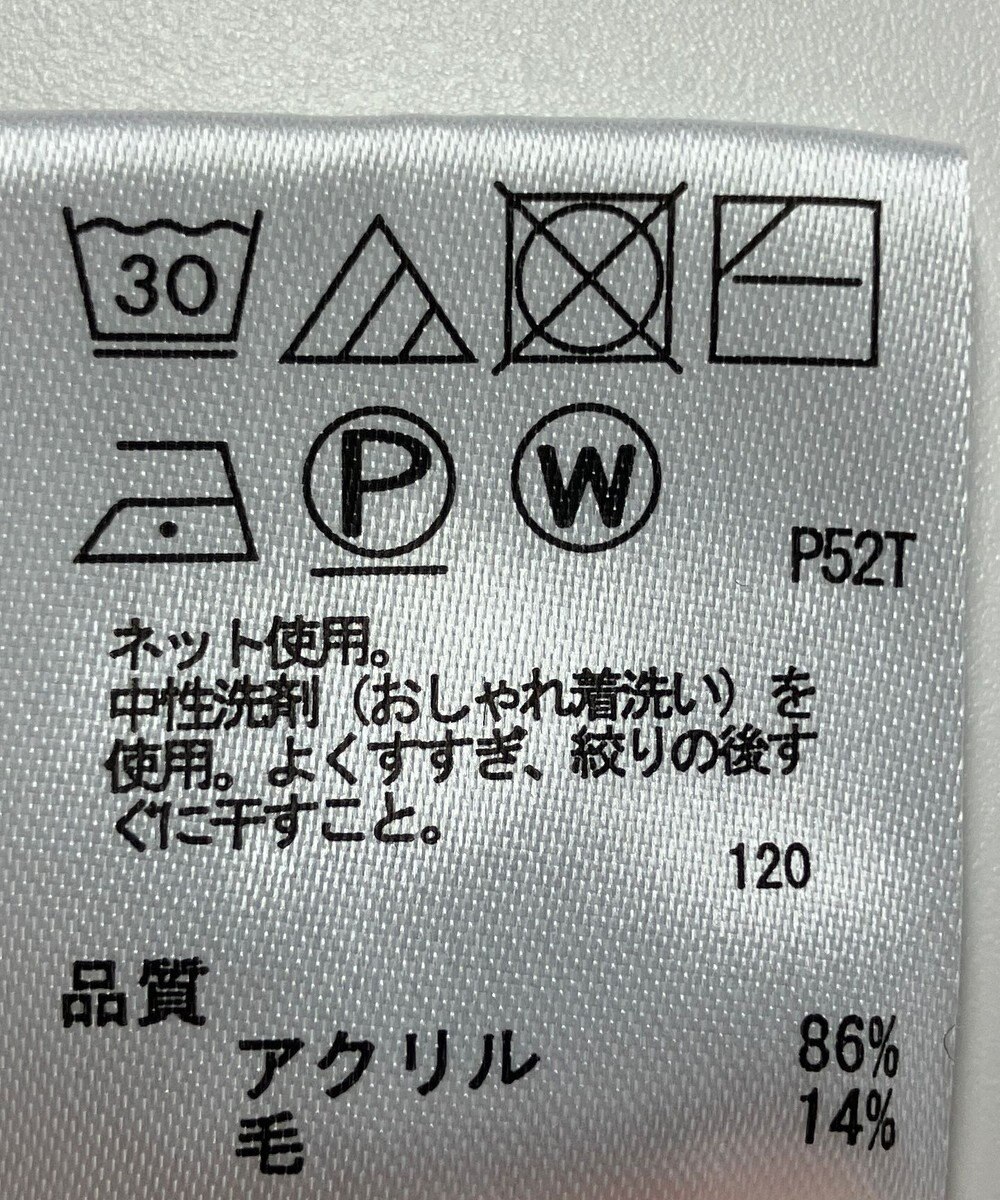 30
P W
P52T
ネット使用。
中性洗剤（おしゃれ着洗い）を
使用。よくすすぎ、絞りの後す
ぐに干すこと。
120
品質
アクリル 86%
毛 14%